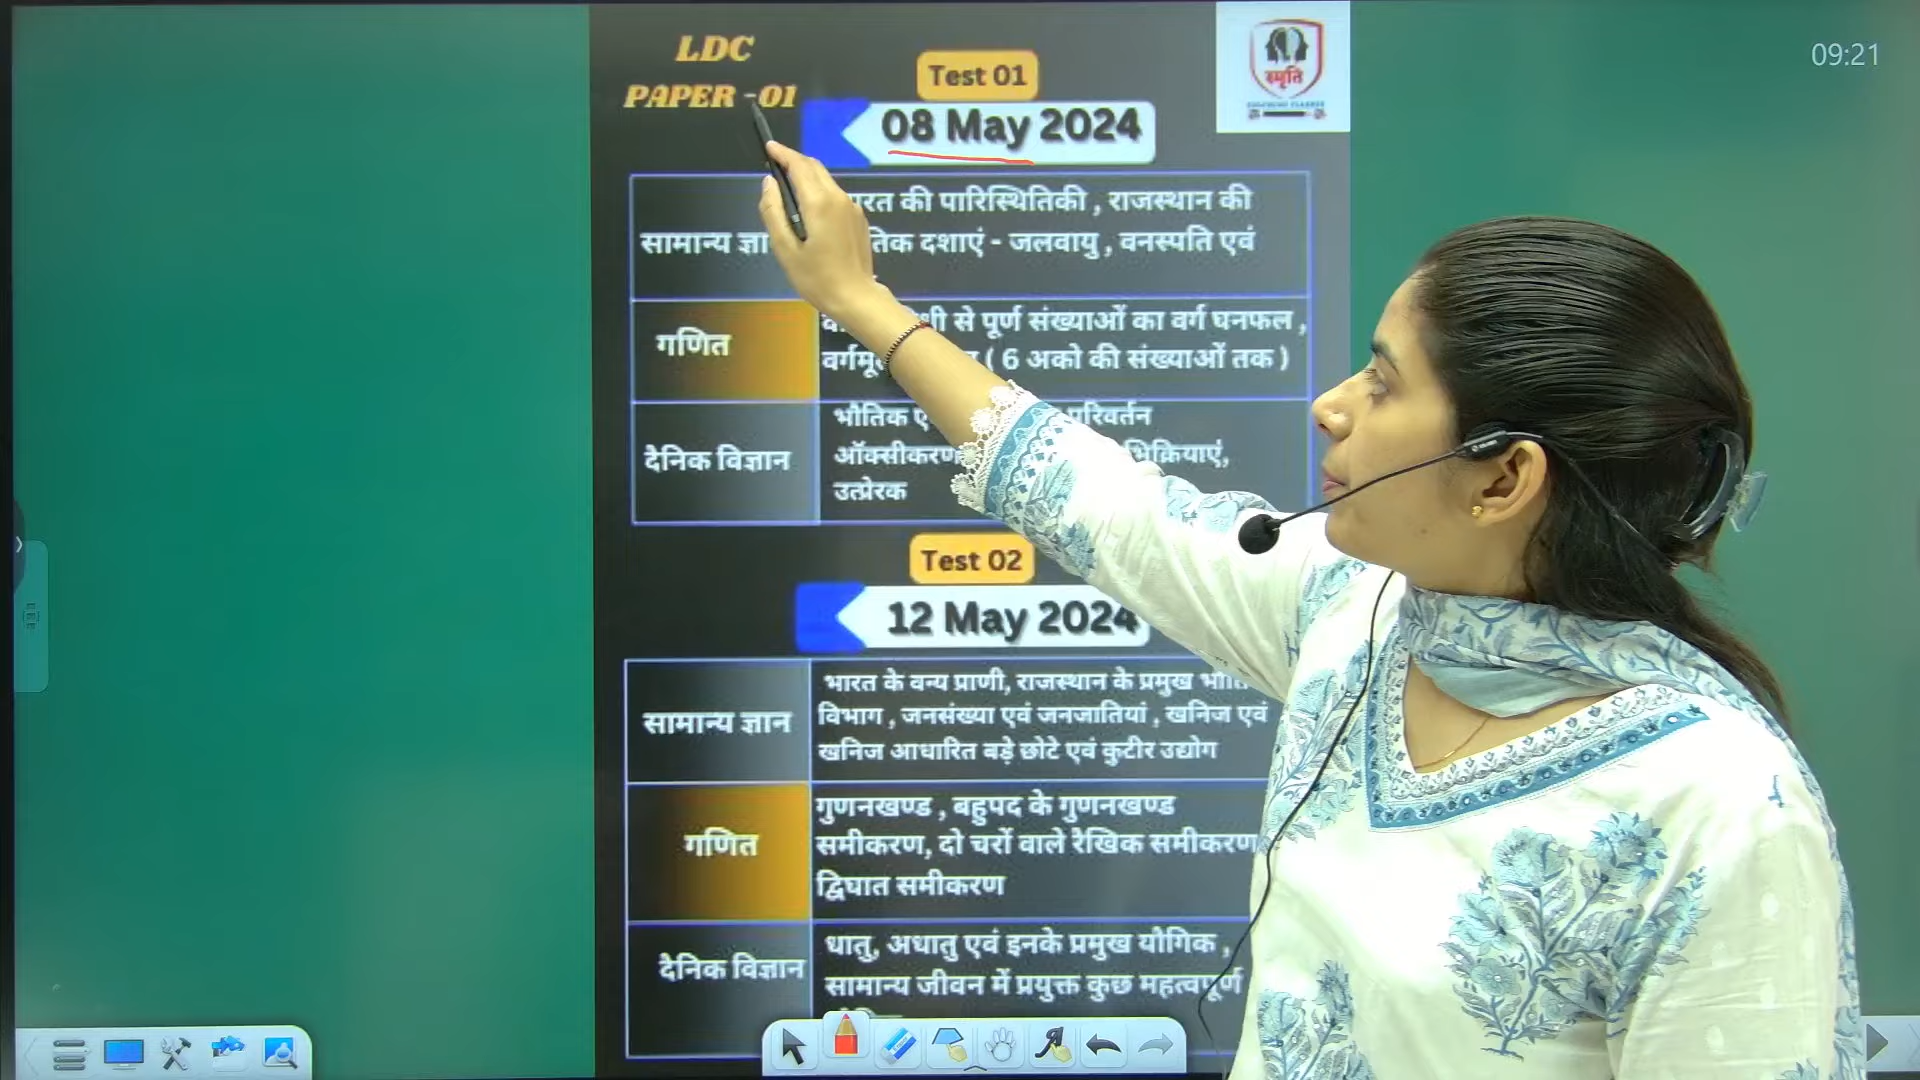 LDC
PAPER -01
Test 01
08 May 2024
स्मृति
09:21
की पारिस्थितिकी , राजस्थान की
सामान्य
दशाएं - जलवायु , वनस्पति एवं
गणित
से पूर्ण संख्याओं का वर्ग घनफल ,
( 6 अको की संख्याओं तक )
दैनिक विज्ञान
भौतिक
परिवर्तन
ऑक्सीकरण
उत्प्रेरक
Test 02
12 May 2024
सामान्य ज्ञान
भारत के वन्य प्राणी, राजस्थान के प्रमुख
विभाग , जनसंख्या एवं जनजातियां , खनिज एवं
खनिज आधारित बड़े छोटे एवं कुटीर उद्योग
गणित
गुणनखण्ड , बहुपद के गुणनखण्ड
समीकरण, दो चरों वाले रैखिक समीकरण
द्विघात समीकरण
दैनिक विज्ञान
धातु, अधातु एवं इनके प्रमुख यौगिक ,
सामान्य जीवन में प्रयुक्त कुछ महत्वपूर्ण